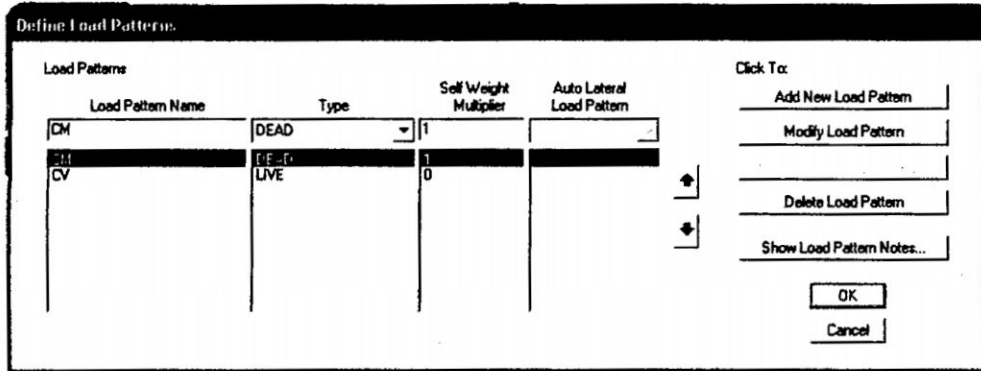 Define Load Patterns
Load Patterns
Click To:
Load Pattern Name
Type
Self Weight
Multiplier
Auto Lateral
Load Pattern
CM
DEAD
1
CM
DEAD
1
CV
LIVE
0
Add New Load Pattern
Modify Load Pattern
Delete Load Pattern
Show Load Pattern Notes...
OK
Cancel